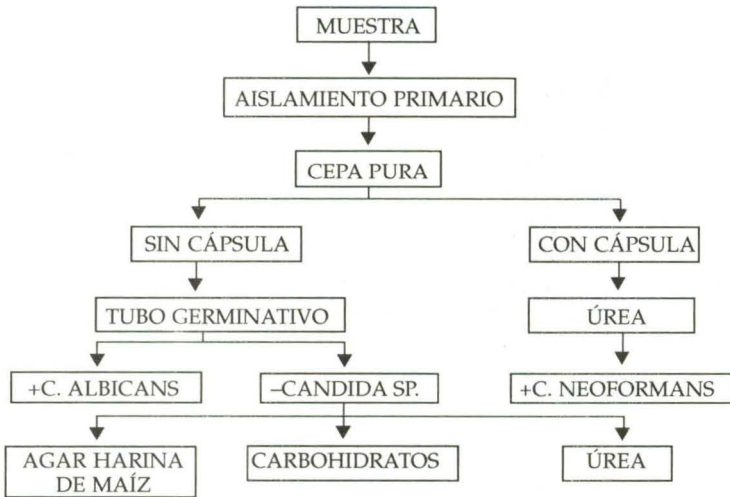 MUESTRA
AISLAMIENTO PRIMARIO
CEPA PURA
SIN CÁPSULA
CON CÁPSULA
TUBO GERMINATIVO
ÚREA
+C. ALBICANS
–CANDIDA SP.
+C. NEOFORMANS
AGAR HARINA
DE MAÍZ
CARBOHIDRATOS
ÚREA